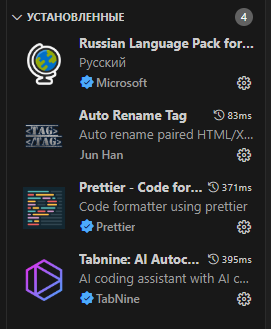 УСТАНОВЛЕННЫЕ 4
Russian Language Pack for...
Русский
Microsoft
<TAG>
</TAG>
Auto Rename Tag 83ms
Auto rename paired HTML/X...
Jun Han
Prettier - Code for... 371ms
Code formatter using prettier
Prettier
Tabnine: AI Autoc... 395ms
AI coding assistant with AI c...
TabNine